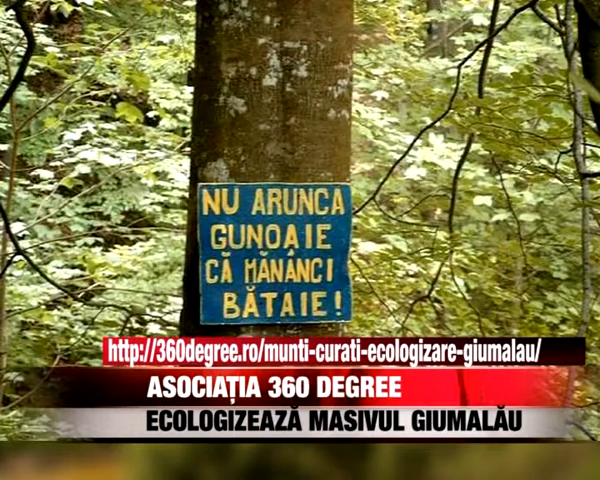 NU ARUNCA
GUNOAIE
CĂ MĂNÂNCI
BĂTAIE!
http://360degree.ro/munti-curati-ecologizare-giumalau/
ASOCIAȚIA 360 DEGREE
ECOLOGIZEAZĂ MASIVUL GIUMALĂU